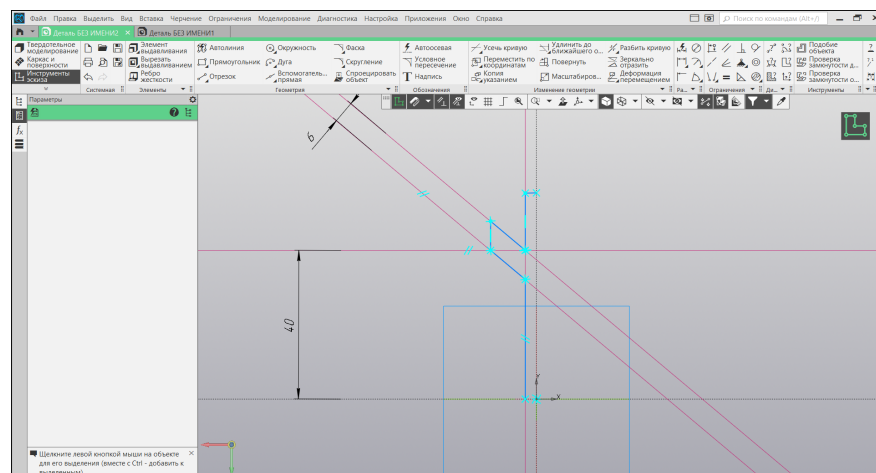 Файл Правка Выделить Вид Вставка Черчение Ограничения Моделирование Диагностика Настройка Приложения Окно Справка
Поиск по командам (Alt+/)
Деталь БЕЗ ИМЕНИ2 × Деталь БЕЗ ИМЕНИ1
Твердотельное моделирование
Каркас и поверхности
Инструменты эскиза
Элемент выдавливания
Вырезать выдавливанием
Ребро жесткости
Автолиния
Прямоугольник
Отрезок
Окружность
Дуга
Вспомогатель... прямая
Фаска
Скругление
Спроецировать объект
Автоосевая
Условное пересечение
Надпись
Усечь кривую
Переместить по координатам
Копия указанием
Удлинить до ближайшего о...
Повернуть
Масштабиров...
Разбить кривую
Зеркально отразить
Деформация перемещением
Подобие объекта
Проверка замкнутости д...
Проверка замкнутости о...
Системная
Элементы
Геометрия
Обозначения
Изменение геометрии
Ра...
Ограничения
Ди...
Инструменты
Параметры
6
40
Y
X
Щелкните левой кнопкой мыши на объекте
для его выделения (вместе с Ctrl - добавить к
выделенным)